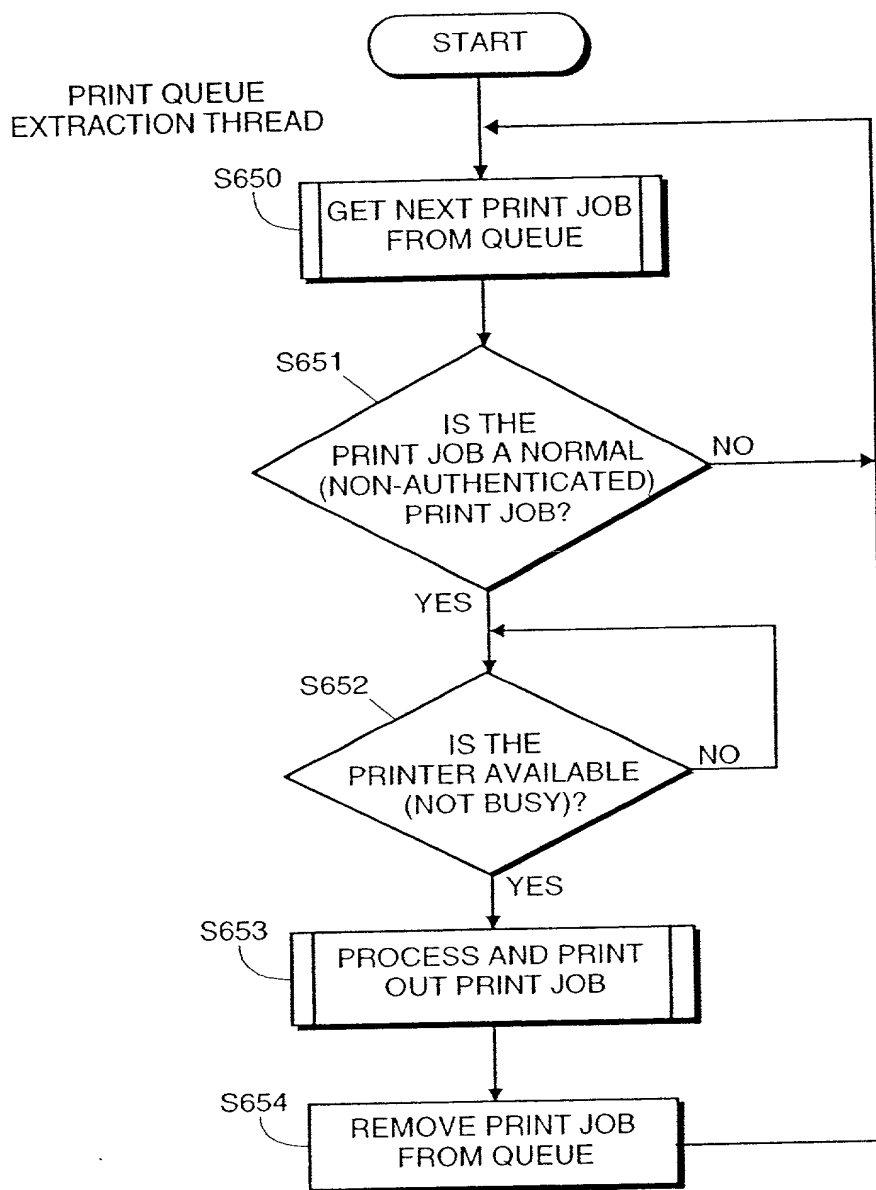 START
PRINT QUEUE
EXTRACTION THREAD
S650
GET NEXT PRINT JOB
FROM QUEUE
S651
IS THE
PRINT JOB A NORMAL
(NON-AUTHENTICATED)
PRINT JOB?
NO
YES
S652
IS THE
PRINTER AVAILABLE
(NOT BUSY)?
NO
YES
S653
PROCESS AND PRINT
OUT PRINT JOB
S654
REMOVE PRINT JOB
FROM QUEUE